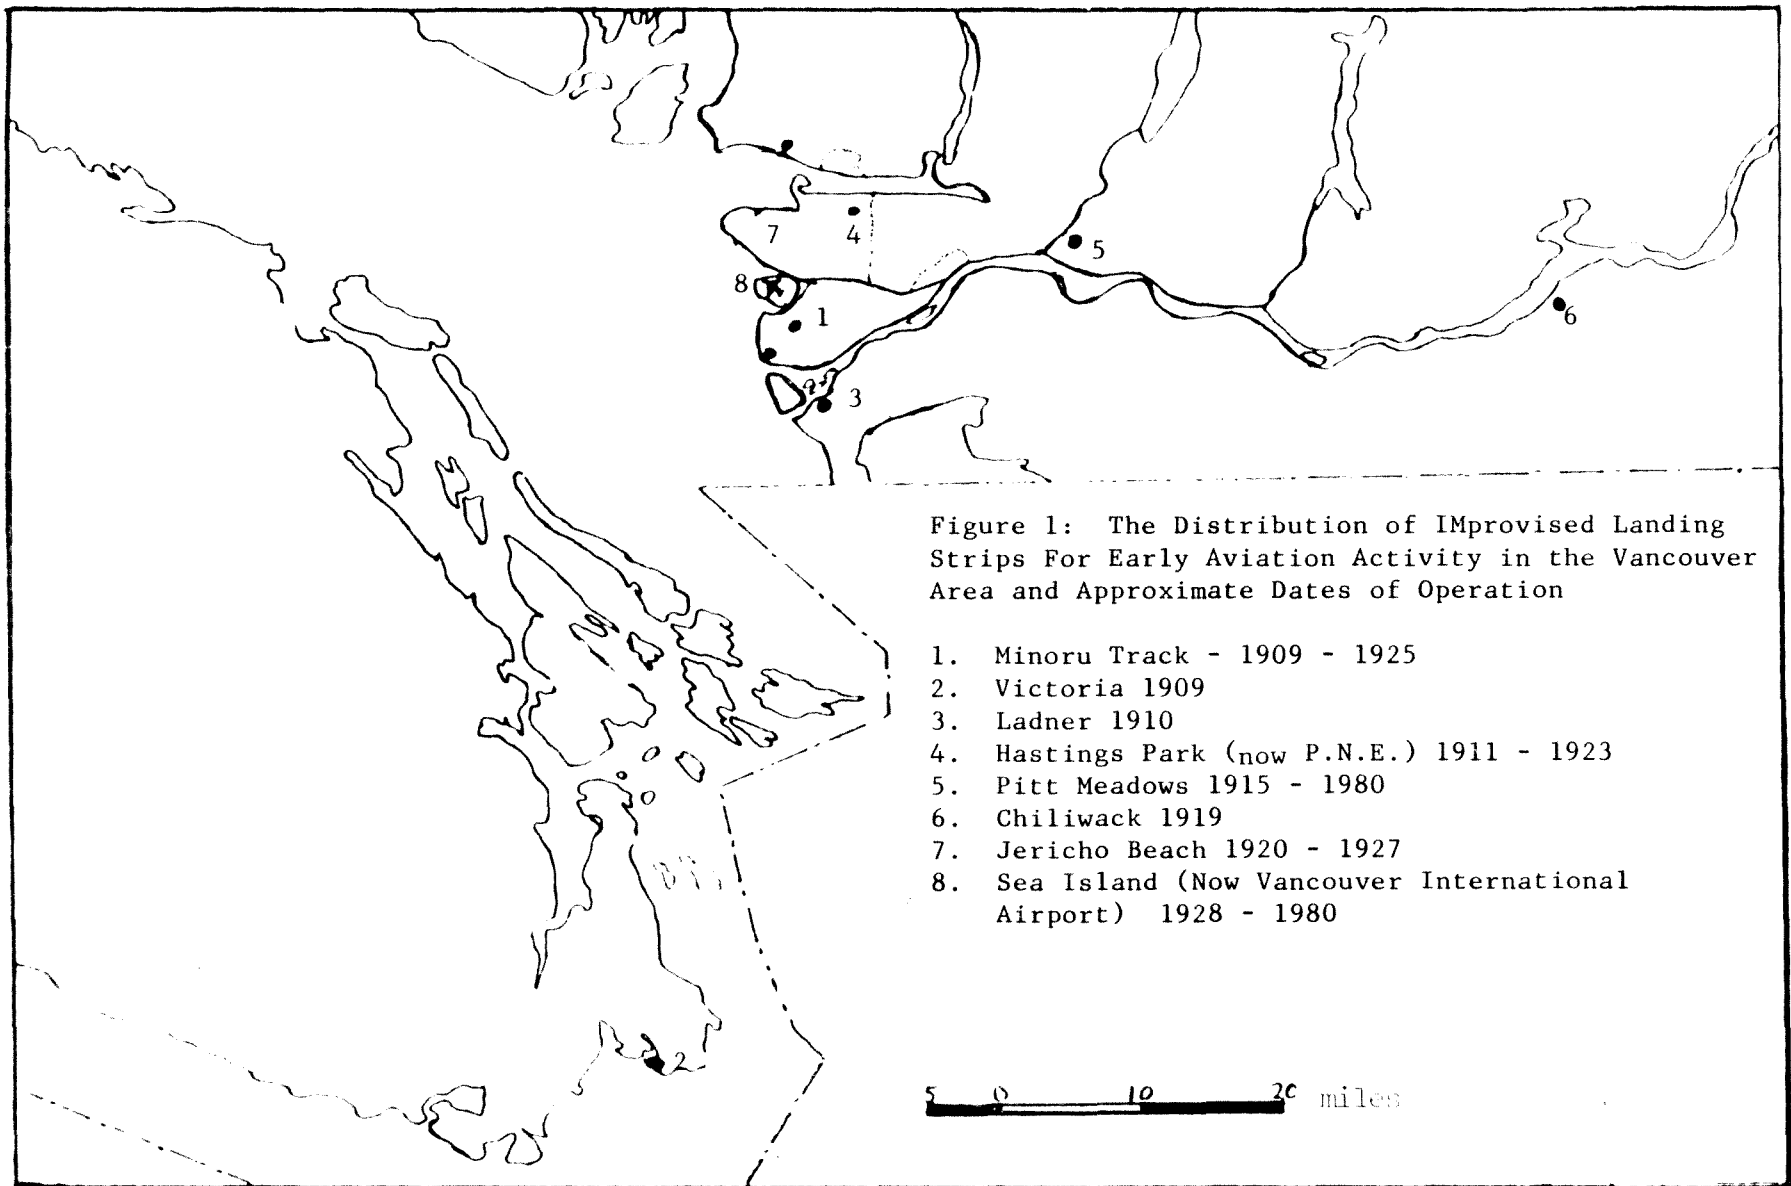 7
4
5
8
1
6
3
Figure 1: The Distribution of IMprovised Landing
Strips For Early Aviation Activity in the Vancouver
Area and Approximate Dates of Operation
1. Minoru Track - 1909 - 1925
2. Victoria 1909
3. Ladner 1910
4. Hastings Park (now P.N.E.) 1911 - 1923
5. Pitt Meadows 1915 - 1980
6. Chiliwack 1919
7. Jericho Beach 1920 - 1927
8. Sea Island (Now Vancouver International
Airport) 1928 - 1980
2
5 0 10 20 miles